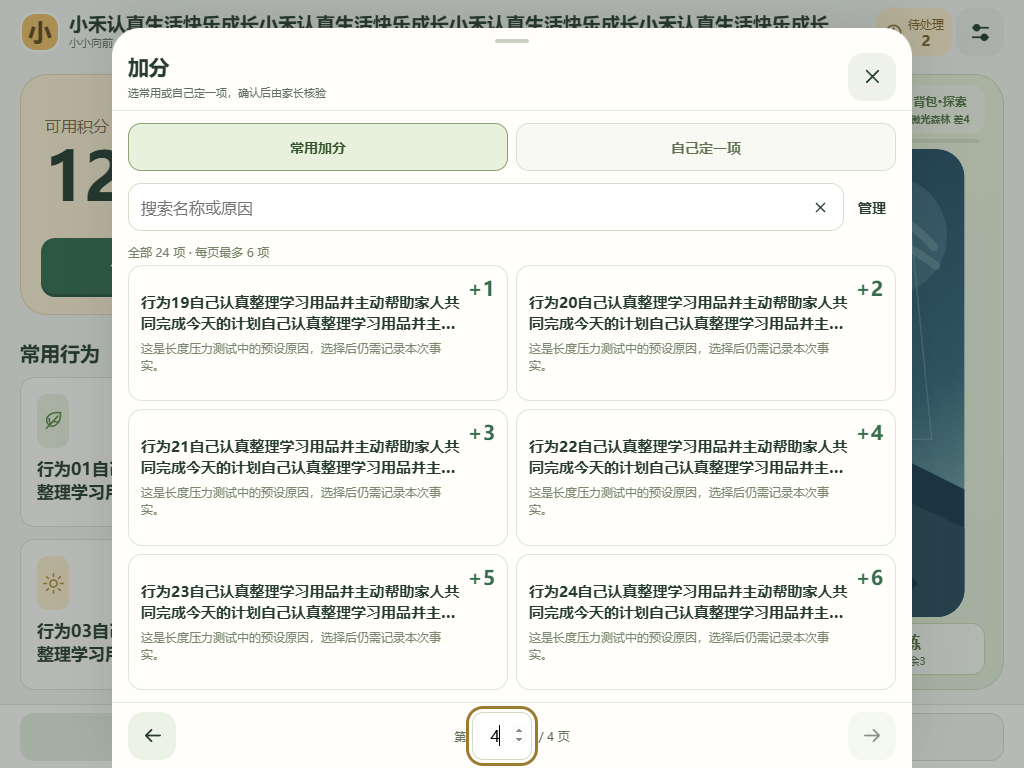 小
小禾认真生活快乐成长小禾认真生活快乐成长小禾认真生活快乐成长小禾认真生活快乐成长
小小向前
待处理
2
加分
选常用或自己定一项，确认后由家长核验
可用积分
12
背包·探索
微光森林 差4
常用加分
自己定一项
搜索名称或原因
管理
全部 24 项 · 每页最多 6 项
行为19自己认真整理学习用品并主动帮助家人共
同完成今天的计划自己认真整理学习用品并主...
+1
这是长度压力测试中的预设原因，选择后仍需记录本次事
实。
行为20自己认真整理学习用品并主动帮助家人共
同完成今天的计划自己认真整理学习用品并主...
+2
这是长度压力测试中的预设原因，选择后仍需记录本次事
实。
常用行为
行为21自己认真整理学习用品并主动帮助家人共
同完成今天的计划自己认真整理学习用品并主...
+3
这是长度压力测试中的预设原因，选择后仍需记录本次事
实。
行为22自己认真整理学习用品并主动帮助家人共
同完成今天的计划自己认真整理学习用品并主...
+4
这是长度压力测试中的预设原因，选择后仍需记录本次事
实。
行为01自
整理学习
行为23自己认真整理学习用品并主动帮助家人共
同完成今天的计划自己认真整理学习用品并主...
+5
这是长度压力测试中的预设原因，选择后仍需记录本次事
实。
行为24自己认真整理学习用品并主动帮助家人共
同完成今天的计划自己认真整理学习用品并主...
+6
这是长度压力测试中的预设原因，选择后仍需记录本次事
实。
行为03自
整理学习
练
余3
第 4 / 4 页